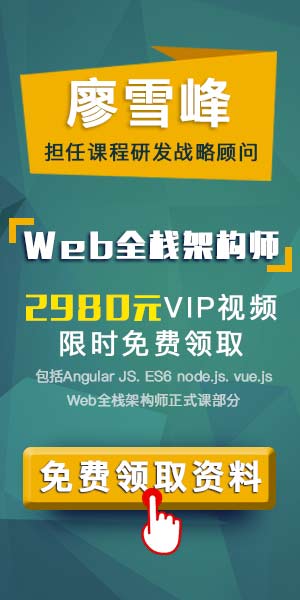 廖雪峰
担任课程研发战略顾问
Web全栈架构师
2980元VIP视频
限时免费领取
包括Angular JS. ES6 node.js. vue.js
Web全栈架构师正式课部分
免费领取资料